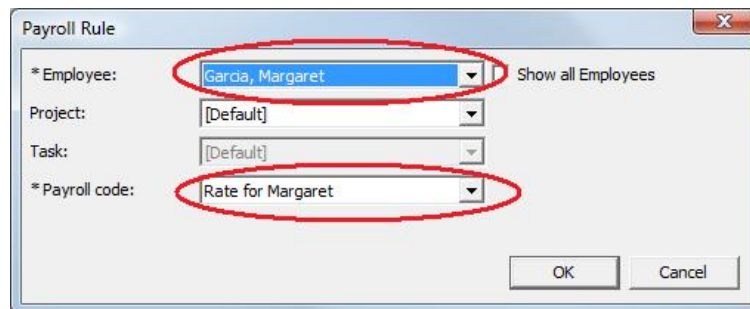 Payroll Rule
* Employee: Garcia, Margaret Show all Employees
Project: [Default]
Task: [Default]
* Payroll code: Rate for Margaret
OK Cancel